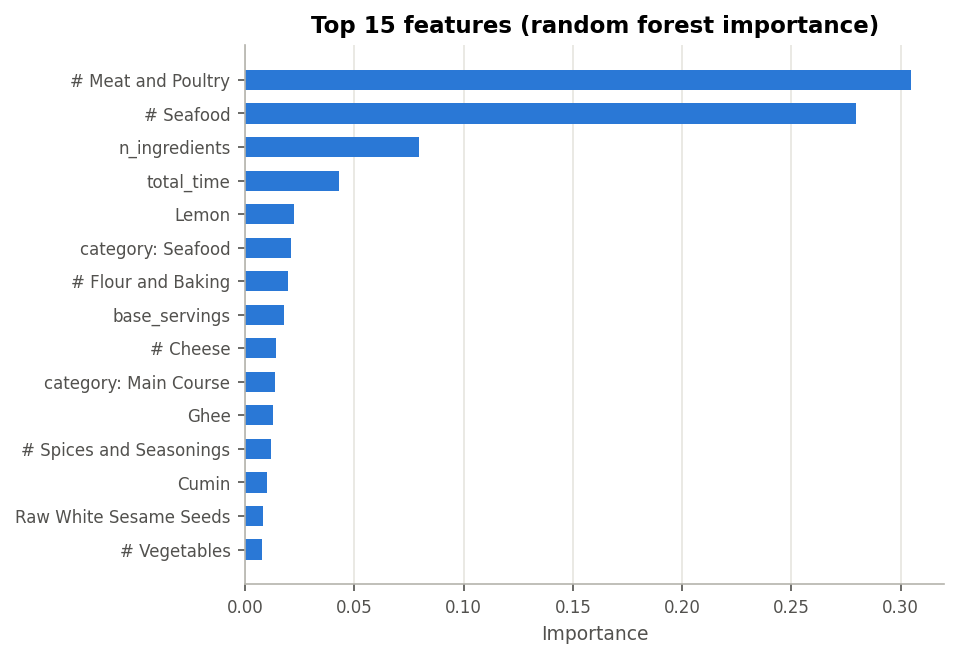 Top 15 features (random forest importance)
# Meat and Poultry
# Seafood
n_ingredients
total_time
Lemon
category: Seafood
# Flour and Baking
base_servings
# Cheese
category: Main Course
Ghee
# Spices and Seasonings
Cumin
Raw White Sesame Seeds
# Vegetables
0.00 0.05 0.10 0.15 0.20 0.25 0.30
Importance